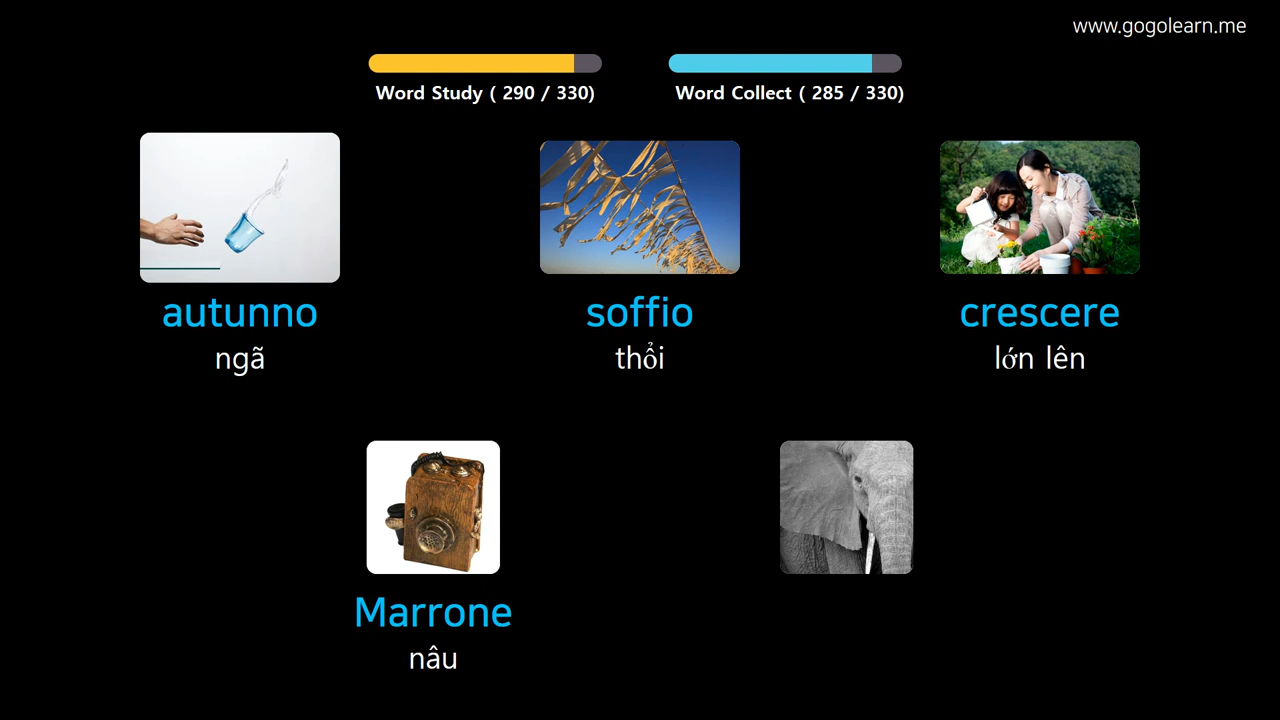 www.gogolearn.me
Word Study ( 290 / 330)
Word Collect ( 285 / 330)
autunno
ngã
soffio
thổi
crescere
lớn lên
Marrone
nâu